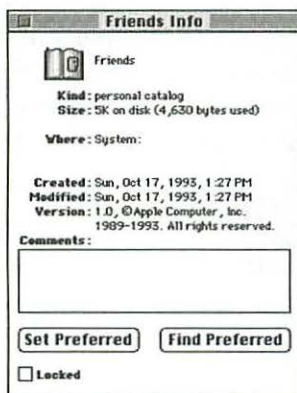 Friends Info
Friends
Kind: personal catalog
Size: 5K on disk (4,630 bytes used)
Where: System:
Created: Sun, Oct 17, 1993, 1:27 PM
Modified: Sun, Oct 17, 1993, 1:27 PM
Version: 1.0, ©Apple Computer, Inc.
1989-1993. All rights reserved.
Comments:
Set Preferred Find Preferred
Locked